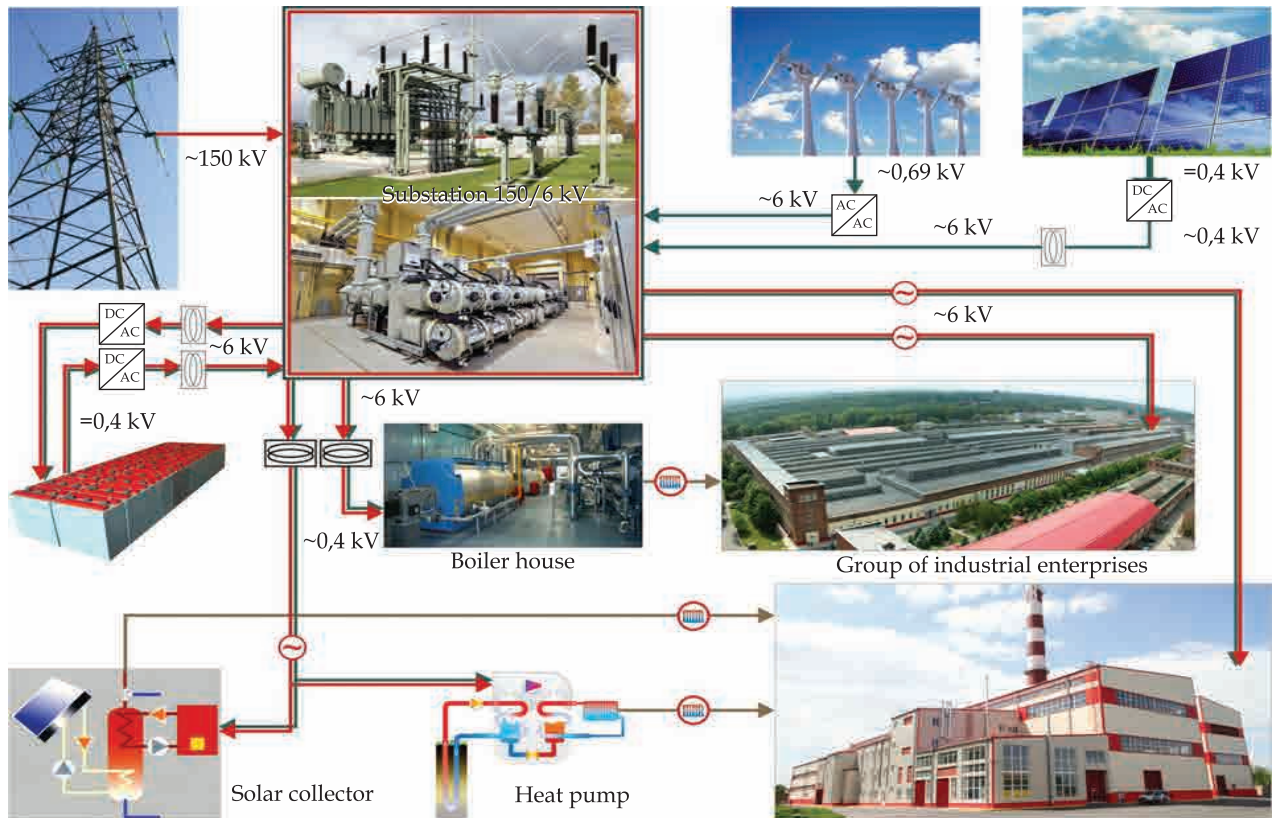 ~150 kV
Substation 150/6 kV
~0,69 kV
=0,4 kV
~6 kV
AC
AC
DC
AC
~6 kV
~0,4 kV
~6 kV
DC
AC
~6 kV
DC
AC
=0,4 kV
~6 kV
~0,4 kV
Boiler house
Group of industrial enterprises
Solar collector
Heat pump